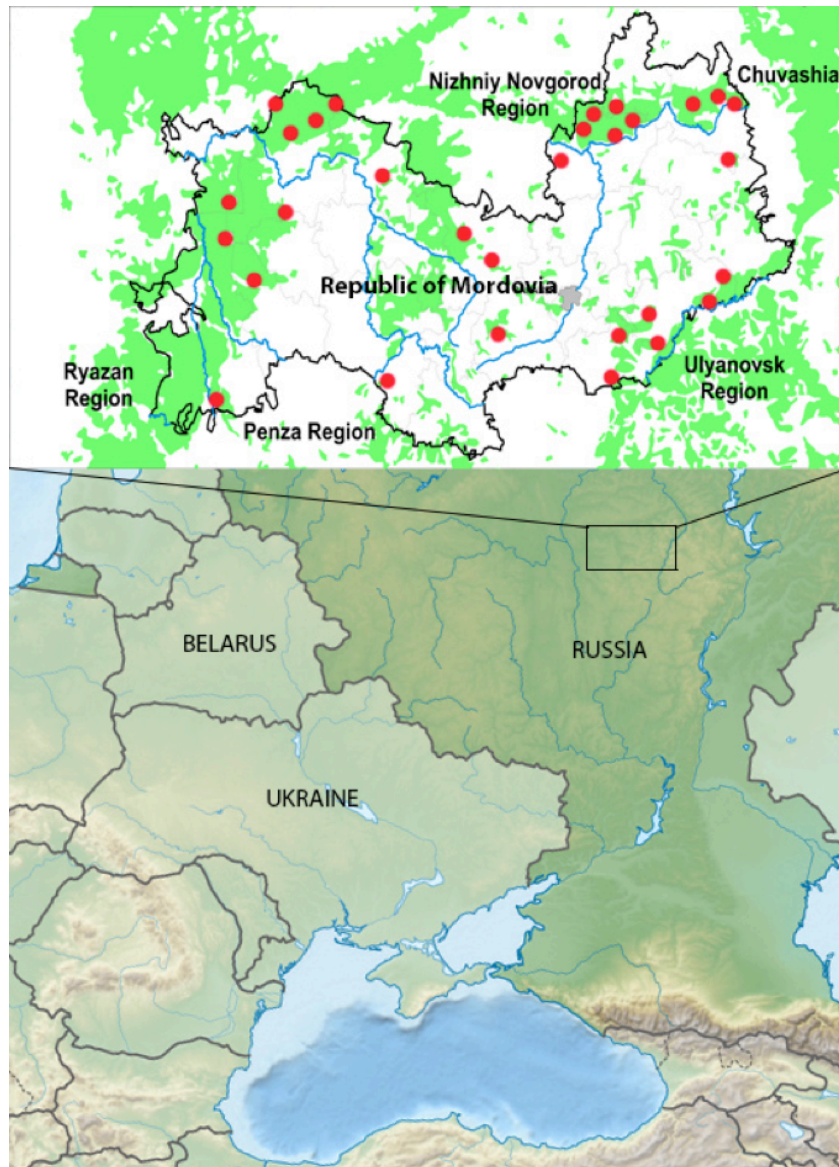 Nizhniy Novgorod
Region
Chuvashia
Republic of Mordovia
Ryazan
Region
Penza Region
Ulyanovsk
Region
BELARUS
RUSSIA
UKRAINE